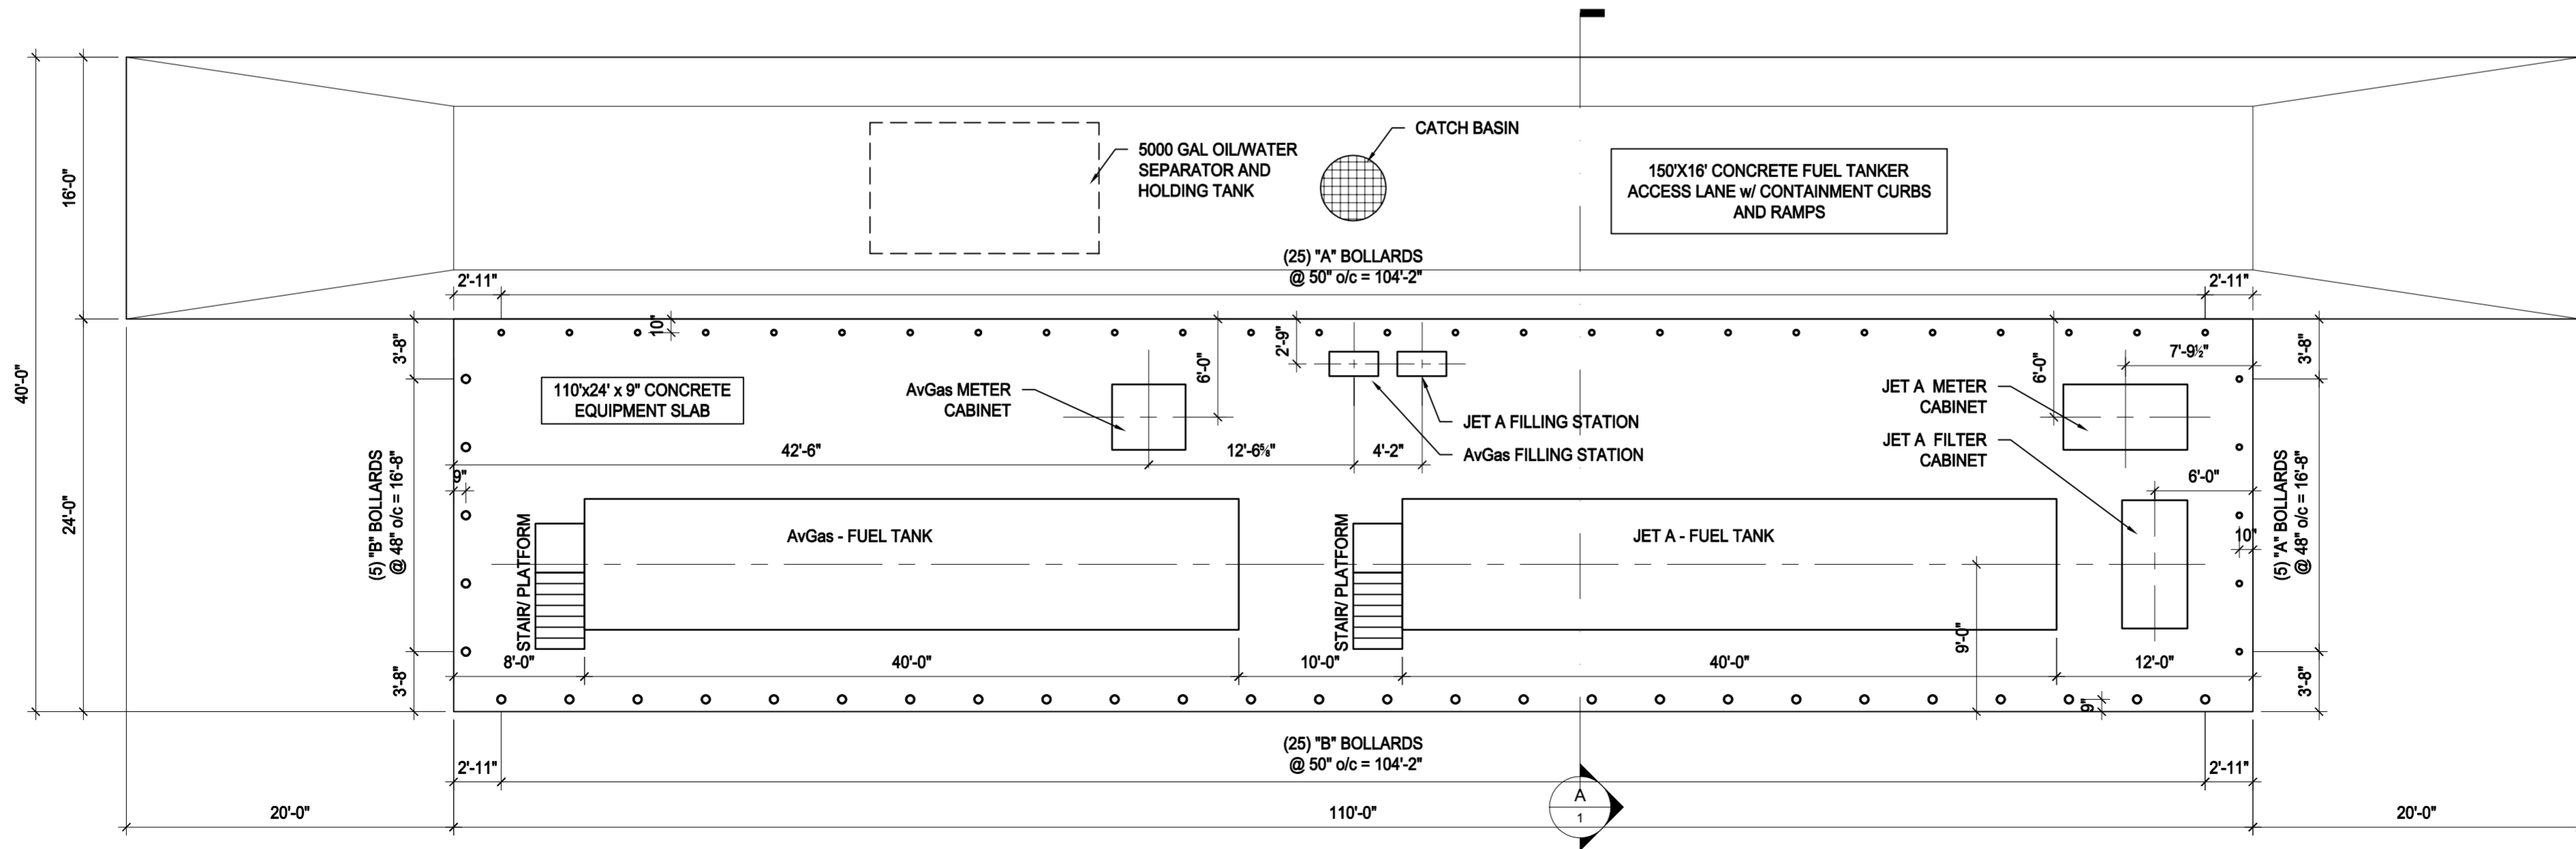 CATCH BASIN
5000 GAL OIL/WATER
SEPARATOR AND
HOLDING TANK
150'X16' CONCRETE FUEL TANKER
ACCESS LANE w/ CONTAINMENT CURBS
AND RAMPS
16'-0"
40'-0"
24'-0"
(25) "A" BOLLARDS
@ 50" o/c = 104'-2"
2'-11"
2'-11"
3'-8"
10"
6'-0"
2'-9"
6'-0"
7'-9½"
3'-8"
110'x24' x 9" CONCRETE
EQUIPMENT SLAB
AvGas METER
CABINET
JET A FILLING STATION
AvGas FILLING STATION
JET A METER
CABINET
JET A FILTER
CABINET
42'-6"
12'-6⅝"
4'-2"
6'-0"
9"
10"
(5) "B" BOLLARDS
@ 48" o/c = 16'-8"
(5) "A" BOLLARDS
@ 48" o/c = 16'-8"
STAIR/ PLATFORM
AvGas - FUEL TANK
STAIR/ PLATFORM
JET A - FUEL TANK
9'-0"
8'-0"
40'-0"
10'-0"
40'-0"
12'-0"
3'-8"
3'-8"
9"
(25) "B" BOLLARDS
@ 50" o/c = 104'-2"
2'-11"
2'-11"
A
1
20'-0"
110'-0"
20'-0"